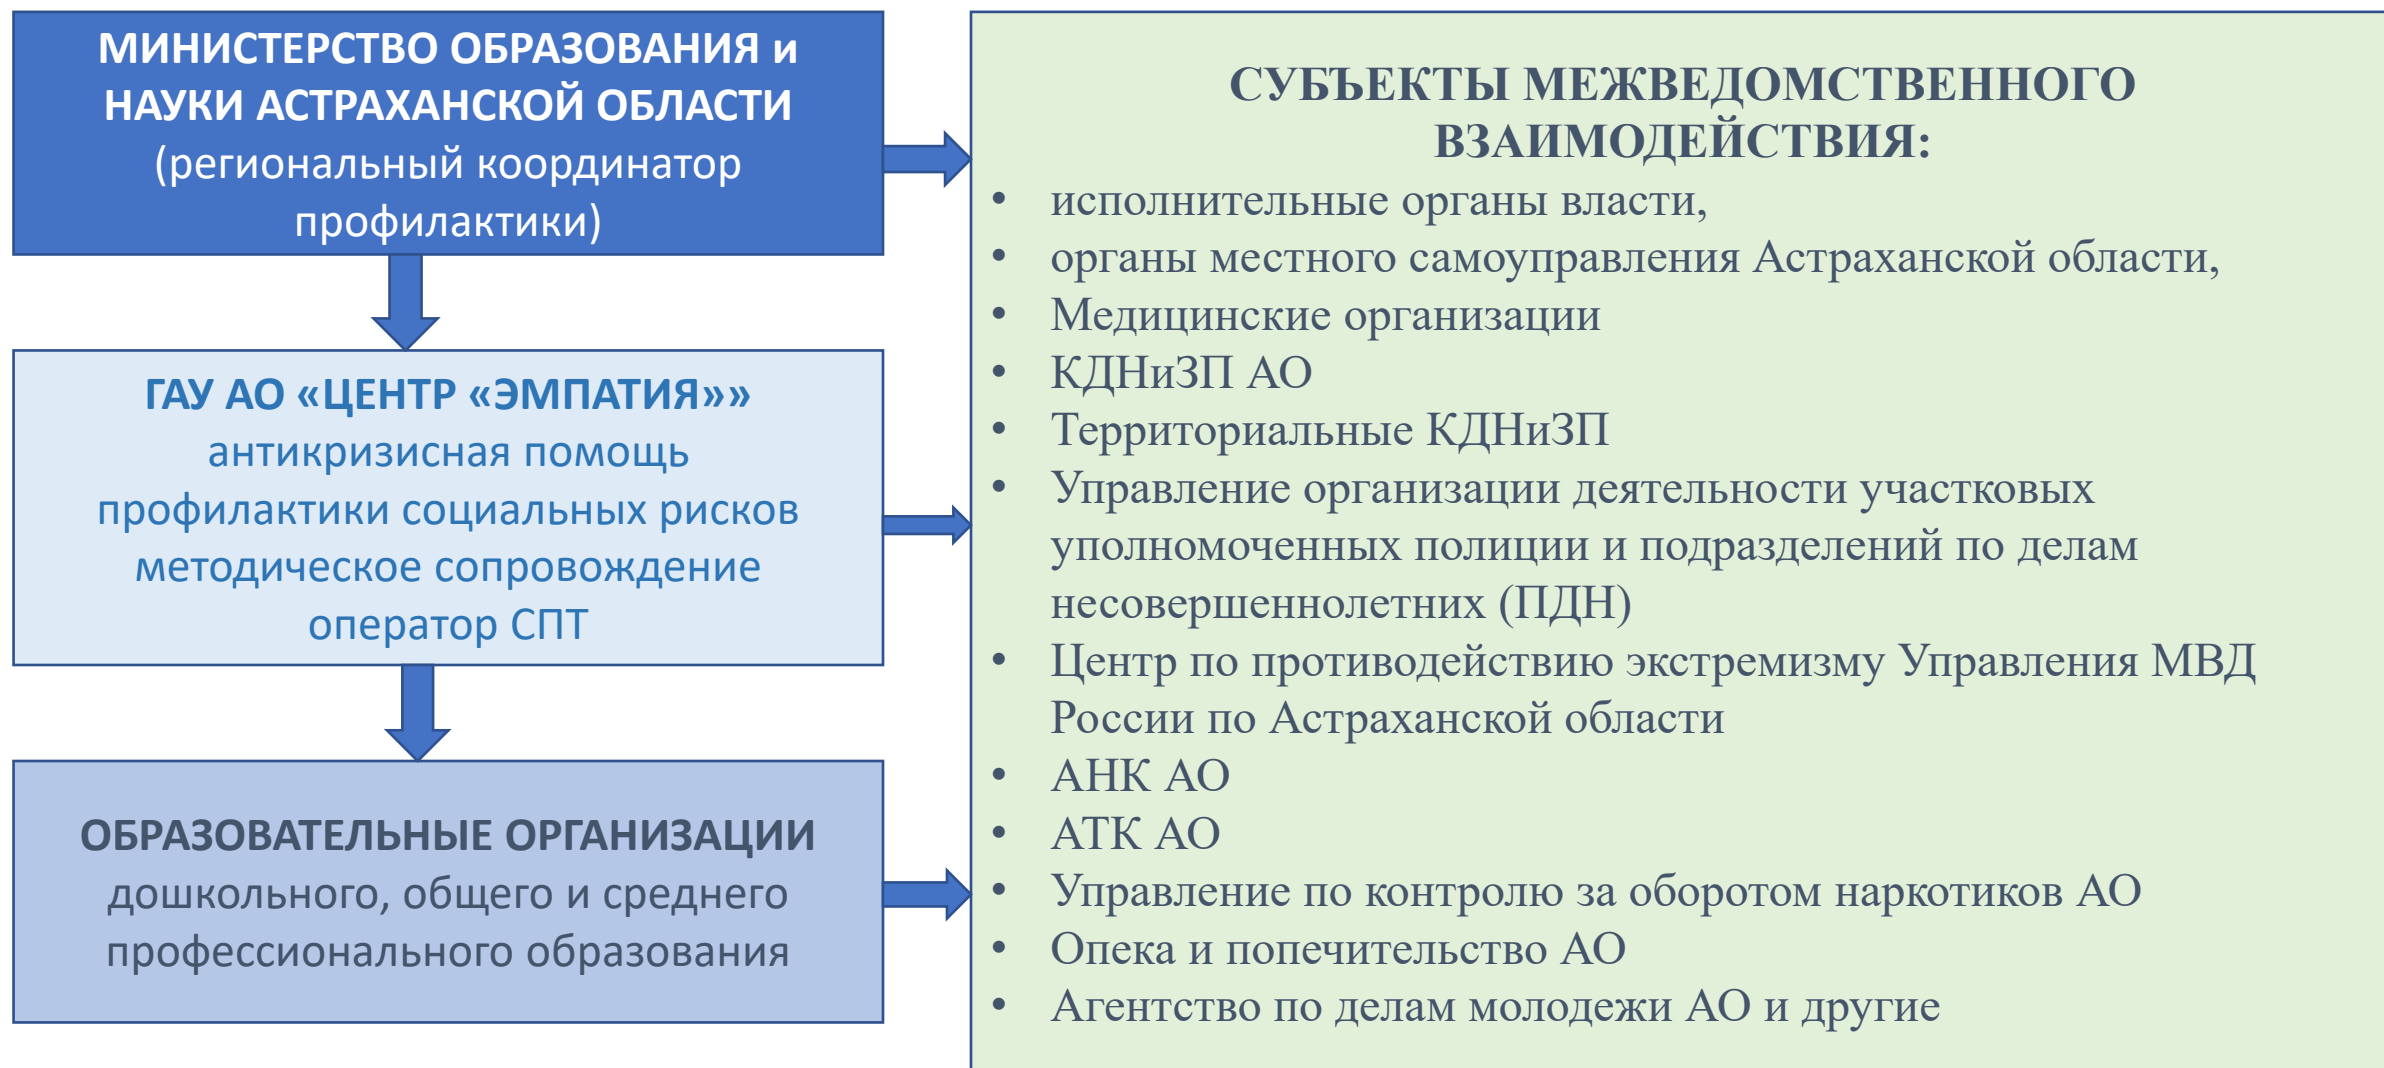 МИНИСТЕРСТВО ОБРАЗОВАНИЯ и
НАУКИ АСТРАХАНСКОЙ ОБЛАСТИ
(региональный координатор
профилактики)
ГАУ АО «ЦЕНТР «ЭМПАТИЯ»»
антикризисная помощь
профилактики социальных рисков
методическое сопровождение
оператор СПТ
ОБРАЗОВАТЕЛЬНЫЕ ОРГАНИЗАЦИИ
дошкольного, общего и среднего
профессионального образования
СУБЪЕКТЫ МЕЖВЕДОМСТВЕННОГО
ВЗАИМОДЕЙСТВИЯ:
• исполнительные органы власти,
• органы местного самоуправления Астраханской области,
• Медицинские организации
• КДНиЗП АО
• Территориальные КДНиЗП
• Управление организации деятельности участковых
уполномоченных полиции и подразделений по делам
несовершеннолетних (ПДН)
• Центр по противодействию экстремизму Управления МВД
России по Астраханской области
• АНК АО
• АТК АО
• Управление по контролю за оборотом наркотиков АО
• Опека и попечительство АО
• Агентство по делам молодежи АО и другие